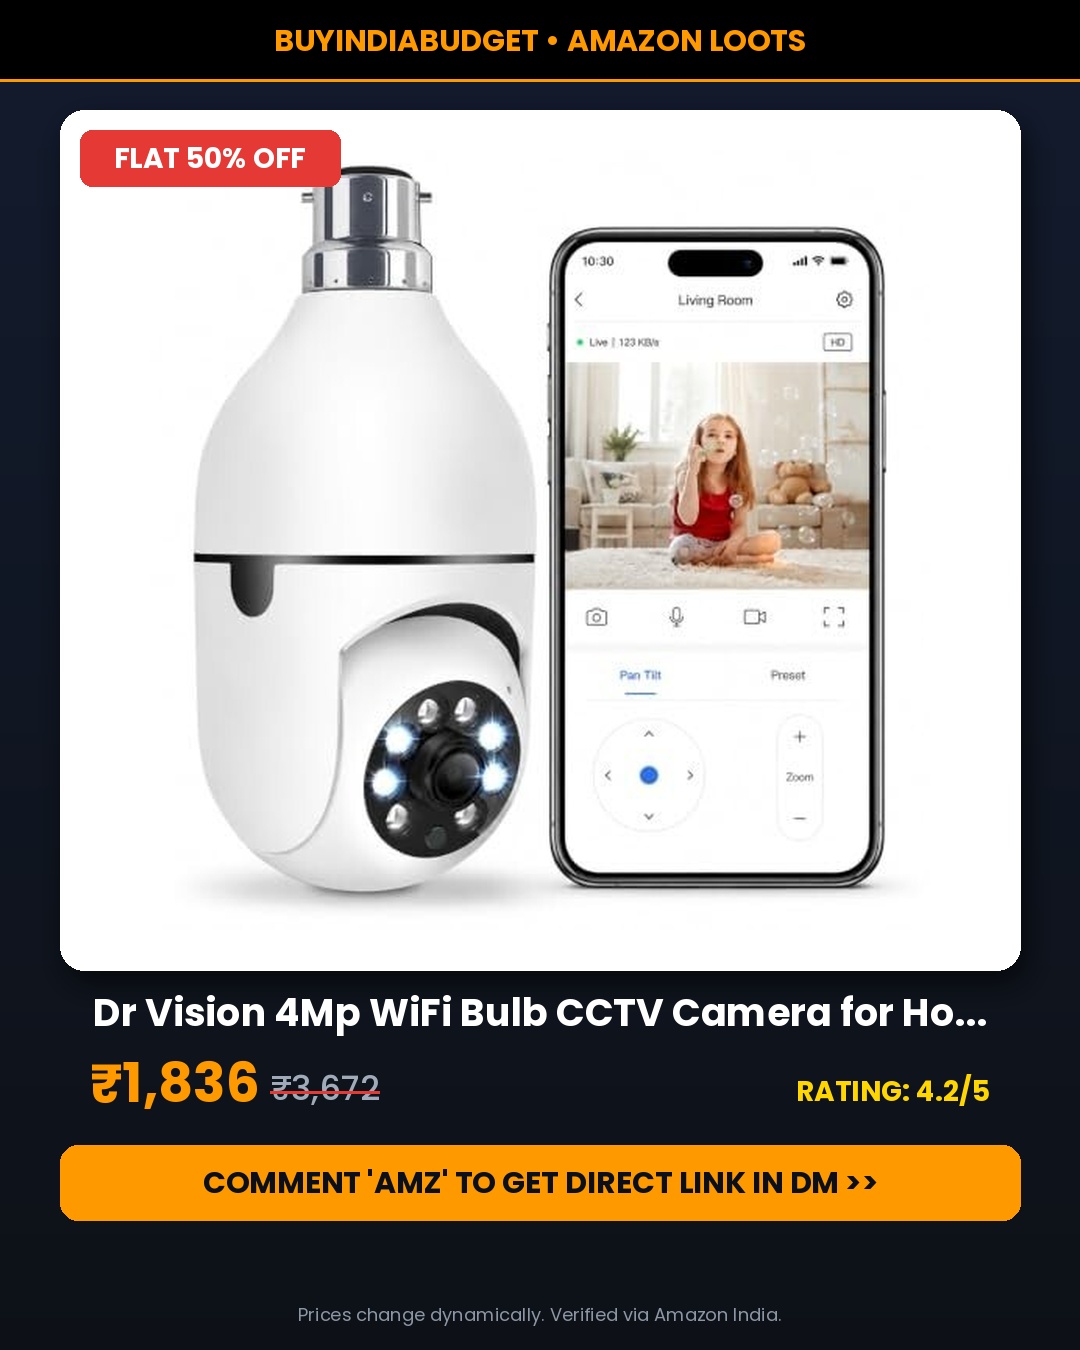 BUYINDIABUDGET • AMAZON LOOTS
FLAT 50% OFF
10:30
Living Room
Live | 123 KB/s
HD
Pan Tilt
Preset
Zoom
Dr Vision 4Mp WiFi Bulb CCTV Camera for Ho...
₹1,836 ₹3,672
RATING: 4.2/5
COMMENT 'AMZ' TO GET DIRECT LINK IN DM >>
Prices change dynamically. Verified via Amazon India.